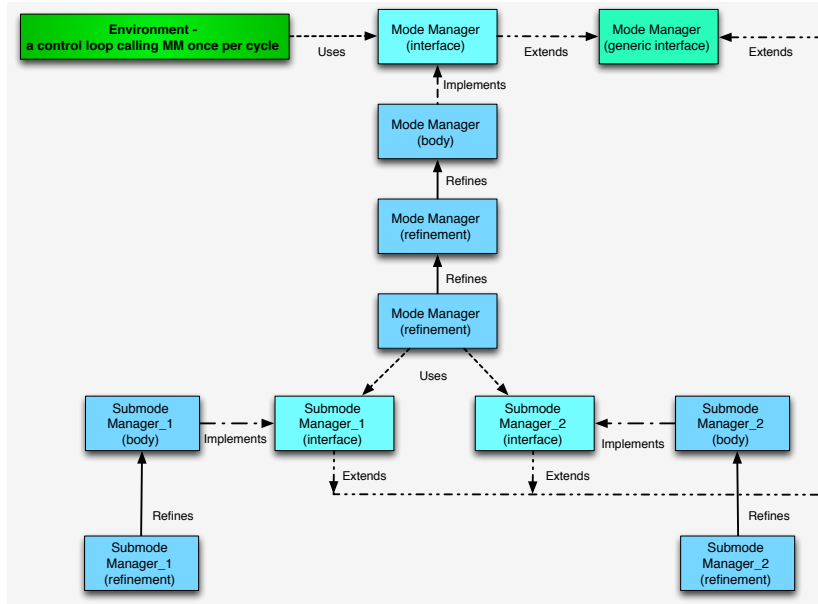 Environment -
a control loop calling MM once per cycle
Uses
Mode Manager
(interface)
Extends
Mode Manager
(generic interface)
Extends
Implements
Mode Manager
(body)
Refines
Mode Manager
(refinement)
Refines
Mode Manager
(refinement)
Uses
Submode
Manager_1
(body)
Implements
Submode
Manager_1
(interface)
Submode
Manager_2
(interface)
Implements
Submode
Manager_2
(body)
Extends
Extends
Refines
Refines
Submode
Manager_1
(refinement)
Submode
Manager_2
(refinement)